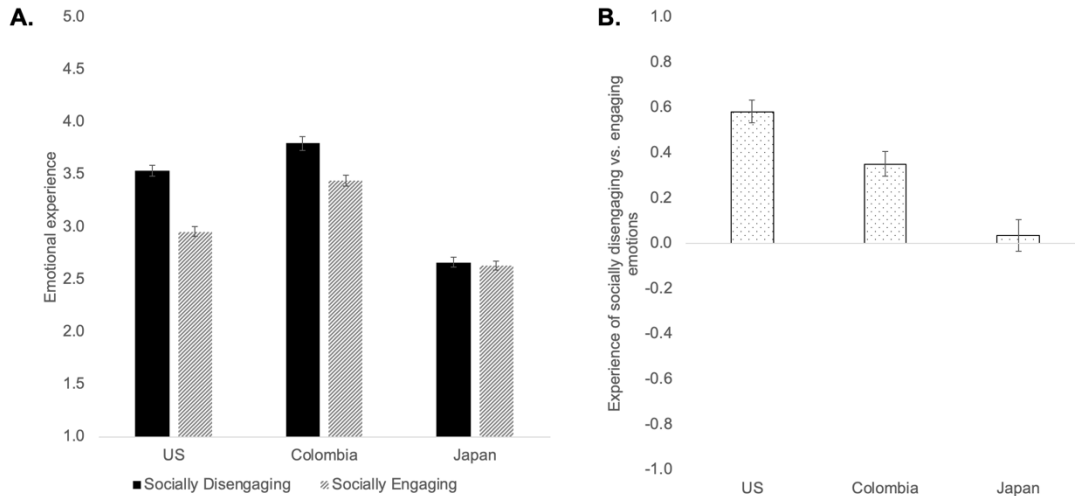 A.
Emotional experience
5.0
4.5
4.0
3.5
3.0
2.5
2.0
1.5
1.0
US Colombia Japan
Socially Disengaging Socially Engaging
B.
Experience of socially disengaging vs. engaging
emotions
1.0
0.8
0.6
0.4
0.2
0.0
-0.2
-0.4
-0.6
-0.8
-1.0
US Colombia Japan